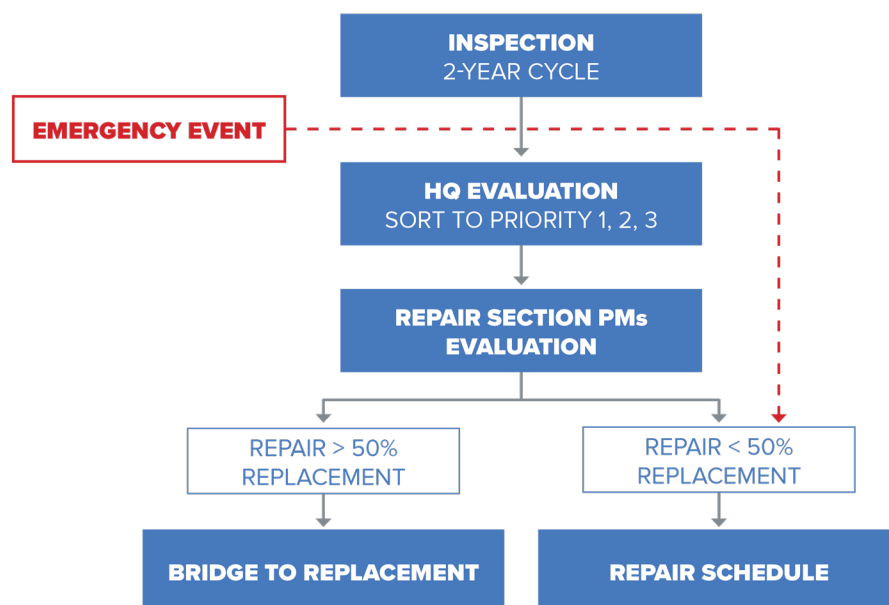 INSPECTION
2-YEAR CYCLE
EMERGENCY EVENT
HQ EVALUATION
SORT TO PRIORITY 1, 2, 3
REPAIR SECTION PMs
EVALUATION
REPAIR > 50%
REPLACEMENT
REPAIR < 50%
REPLACEMENT
BRIDGE TO REPLACEMENT
REPAIR SCHEDULE